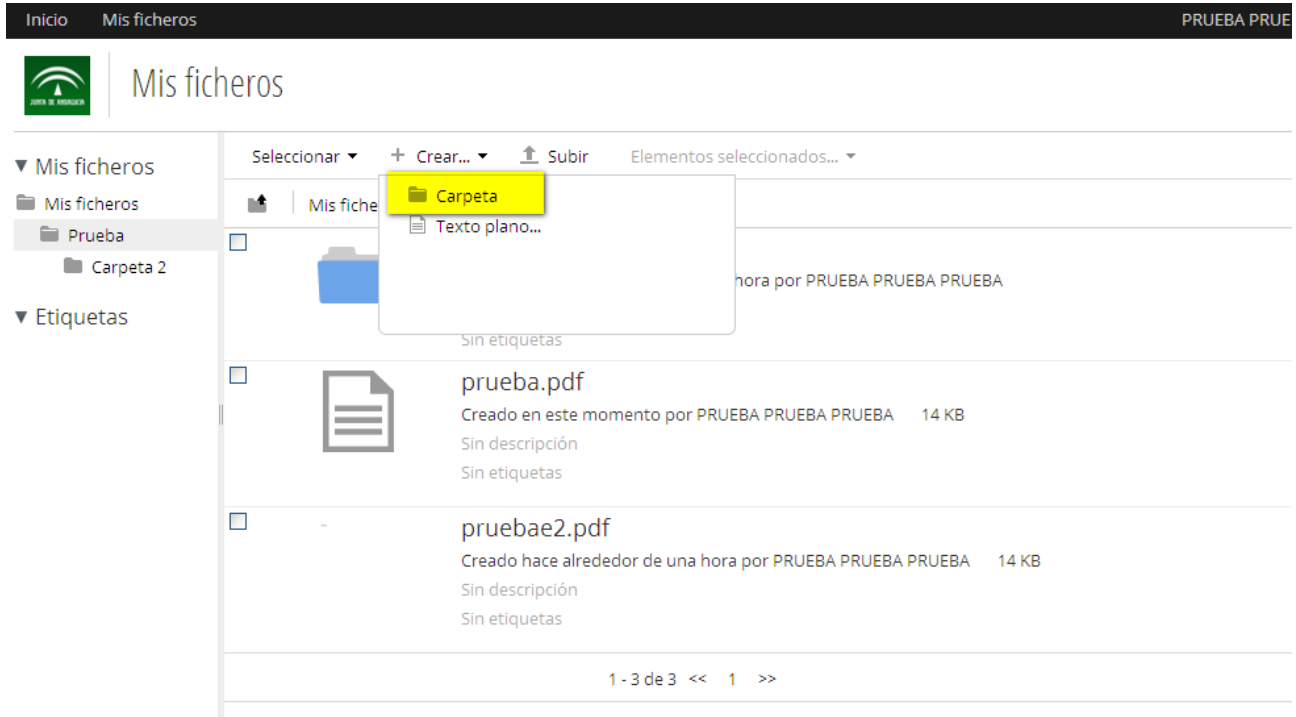 Inicio Mis ficheros PRUEBA PRUE
JUNTA DE ANDALUCIA
Mis ficheros
▼ Mis ficheros
Mis ficheros
Prueba
Carpeta 2
▼ Etiquetas
Seleccionar ▼ + Crear... ▼ Subir Elementos seleccionados... ▼
Mis fiche
Carpeta
Texto plano...
hora por PRUEBA PRUEBA PRUEBA
Sin etiquetas
prueba.pdf
Creado en este momento por PRUEBA PRUEBA PRUEBA 14 KB
Sin descripción
Sin etiquetas
pruebae2.pdf
Creado hace alrededor de una hora por PRUEBA PRUEBA PRUEBA 14 KB
Sin descripción
Sin etiquetas
1 - 3 de 3 << 1 >>